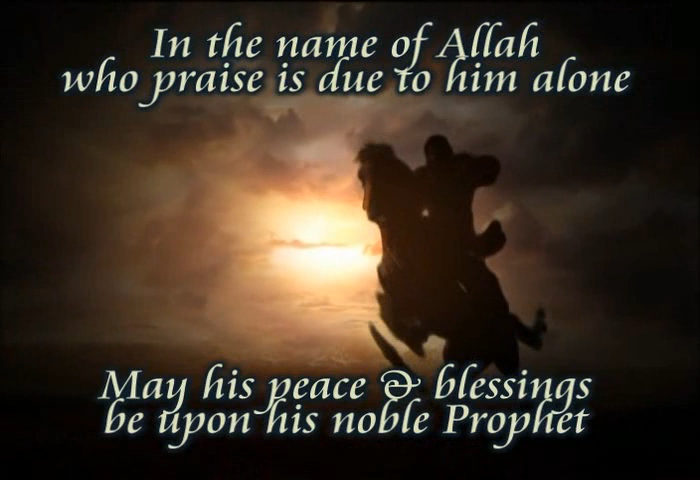 In the name of Allah
who praise is due to him alone
May his peace & blessings
be upon his noble Prophet